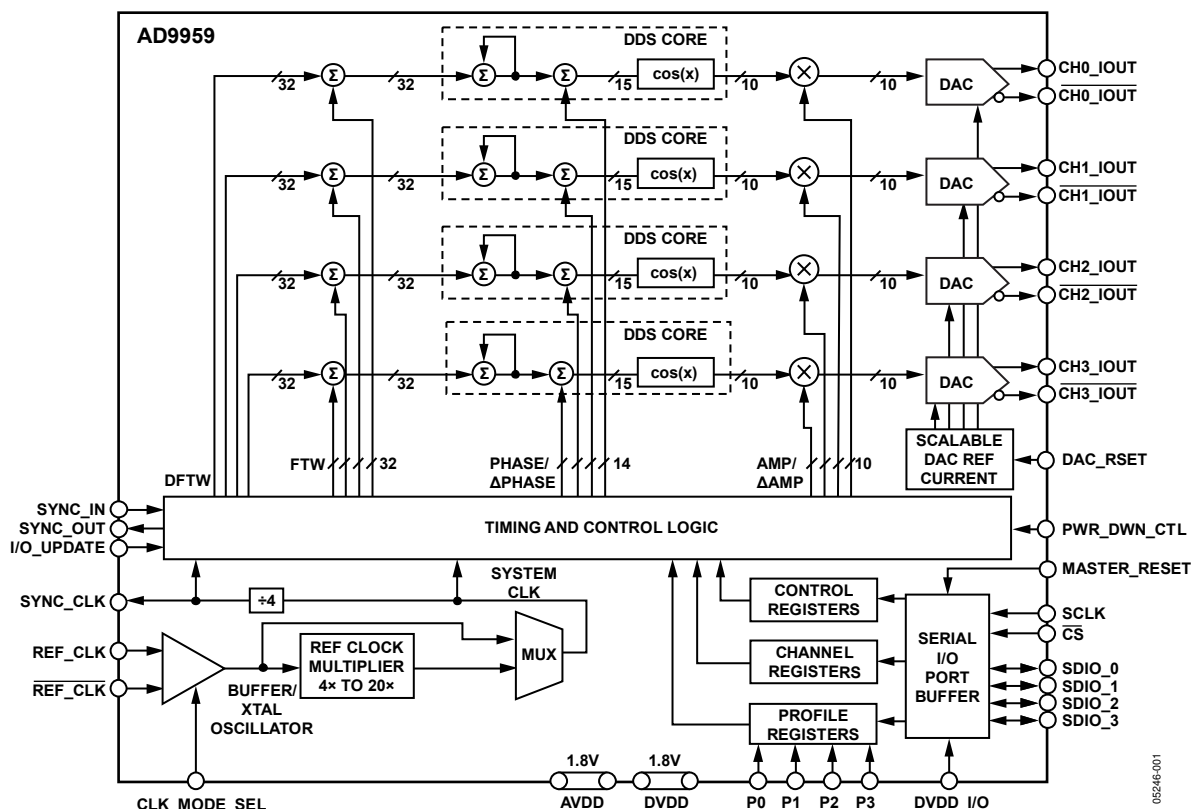 AD9959
DDS CORE
32
Σ
32
Σ
Σ
15
cos(x)
10
×
10
DAC
CH0_IOUT
CH0_IOUT
DDS CORE
32
Σ
32
Σ
Σ
15
cos(x)
10
×
10
DAC
CH1_IOUT
CH1_IOUT
DDS CORE
32
Σ
32
Σ
Σ
15
cos(x)
10
×
10
DAC
CH2_IOUT
CH2_IOUT
DDS CORE
32
Σ
32
Σ
Σ
15
cos(x)
10
×
10
DAC
CH3_IOUT
CH3_IOUT
SCALABLE
DAC REF
CURRENT
DAC_RSET
DFTW
FTW
32
PHASE/
ΔPHASE
14
AMP/
ΔAMP
10
SYNC_IN
SYNC_OUT
I/O_UPDATE
TIMING AND CONTROL LOGIC
PWR_DWN_CTL
MASTER_RESET
SYNC_CLK
÷4
SYSTEM
CLK
REF_CLK
REF_CLK
BUFFER/
XTAL
OSCILLATOR
REF CLOCK
MULTIPLIER
4× TO 20×
MUX
CONTROL
REGISTERS
CHANNEL
REGISTERS
PROFILE
REGISTERS
SERIAL
I/O
PORT
BUFFER
SCLK
CS
SDIO_0
SDIO_1
SDIO_2
SDIO_3
CLK_MODE_SEL
1.8V
AVDD
1.8V
DVDD
P0
P1
P2
P3
DVDD_I/O
05246-001